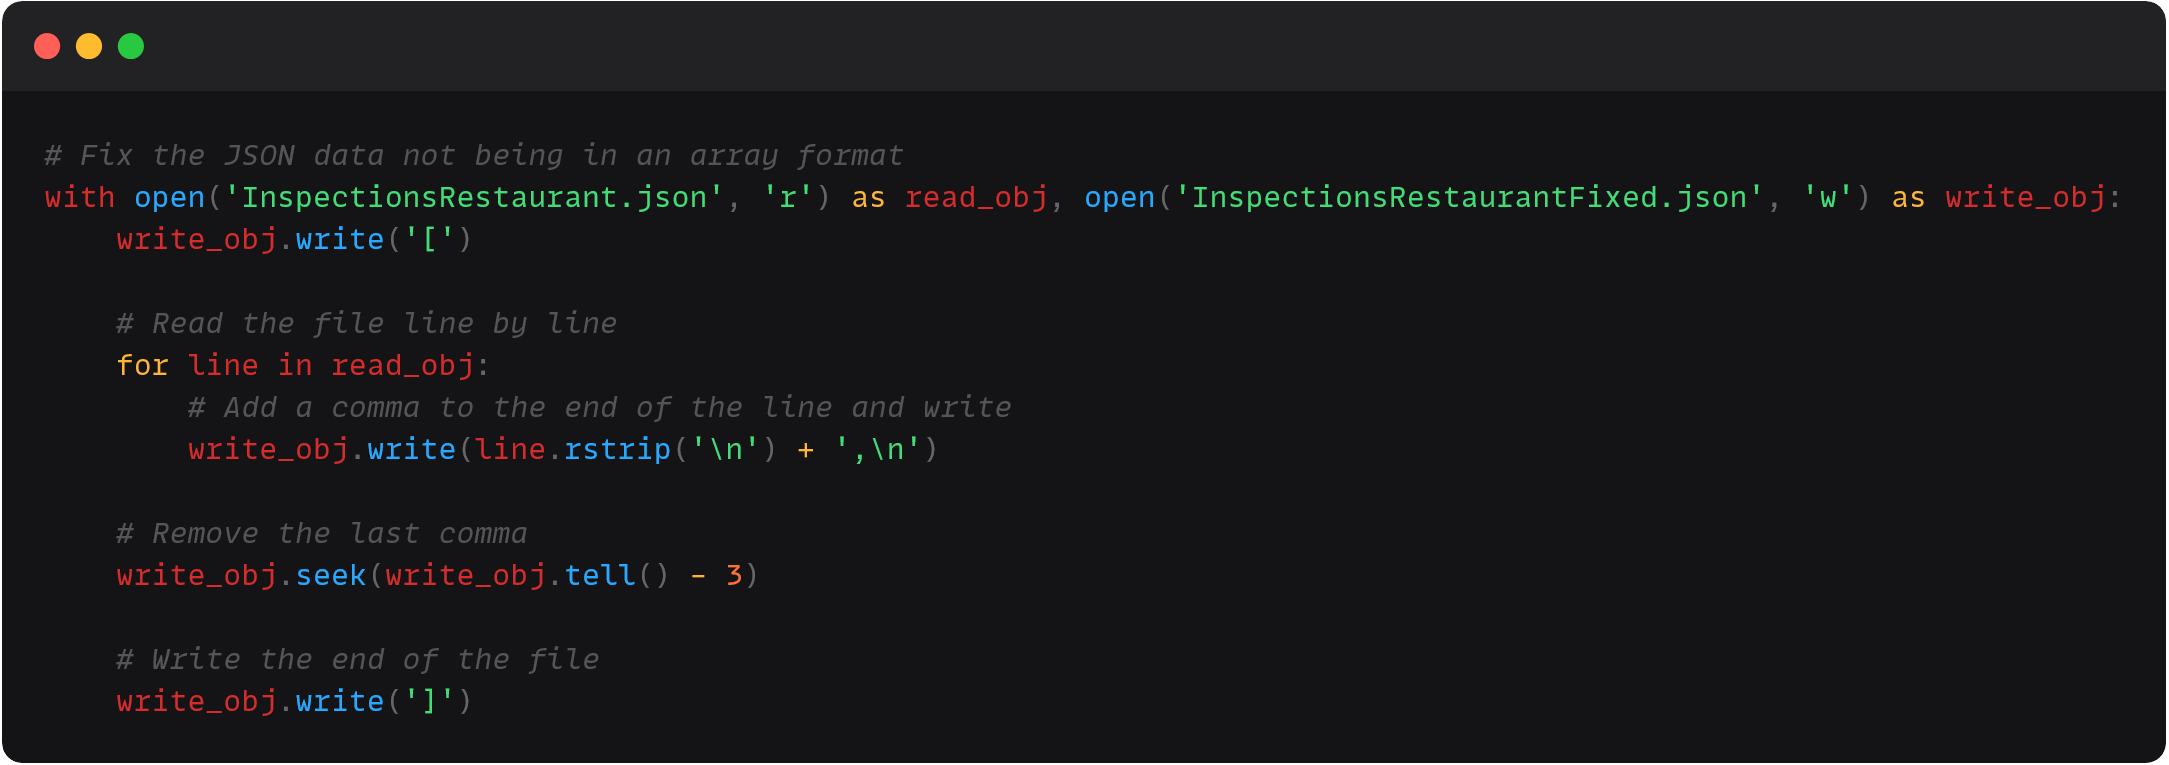 # Fix the JSON data not being in an array format
with open('InspectionsRestaurant.json', 'r') as read_obj, open('InspectionsRestaurantFixed.json', 'w') as write_obj:
    write_obj.write('[')

    # Read the file line by line
    for line in read_obj:
        # Add a comma to the end of the line and write
        write_obj.write(line.rstrip('\n') + ',\n')

    # Remove the last comma
    write_obj.seek(write_obj.tell() - 3)

    # Write the end of the file
    write_obj.write(']')